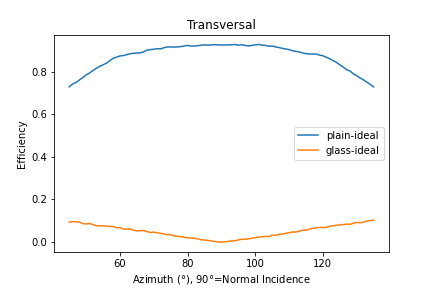 Transversal
Efficiency
0.8
0.6
0.4
0.2
0.0
plain-ideal
glass-ideal
60
80
100
120
Azimuth (°), 90°=Normal Incidence